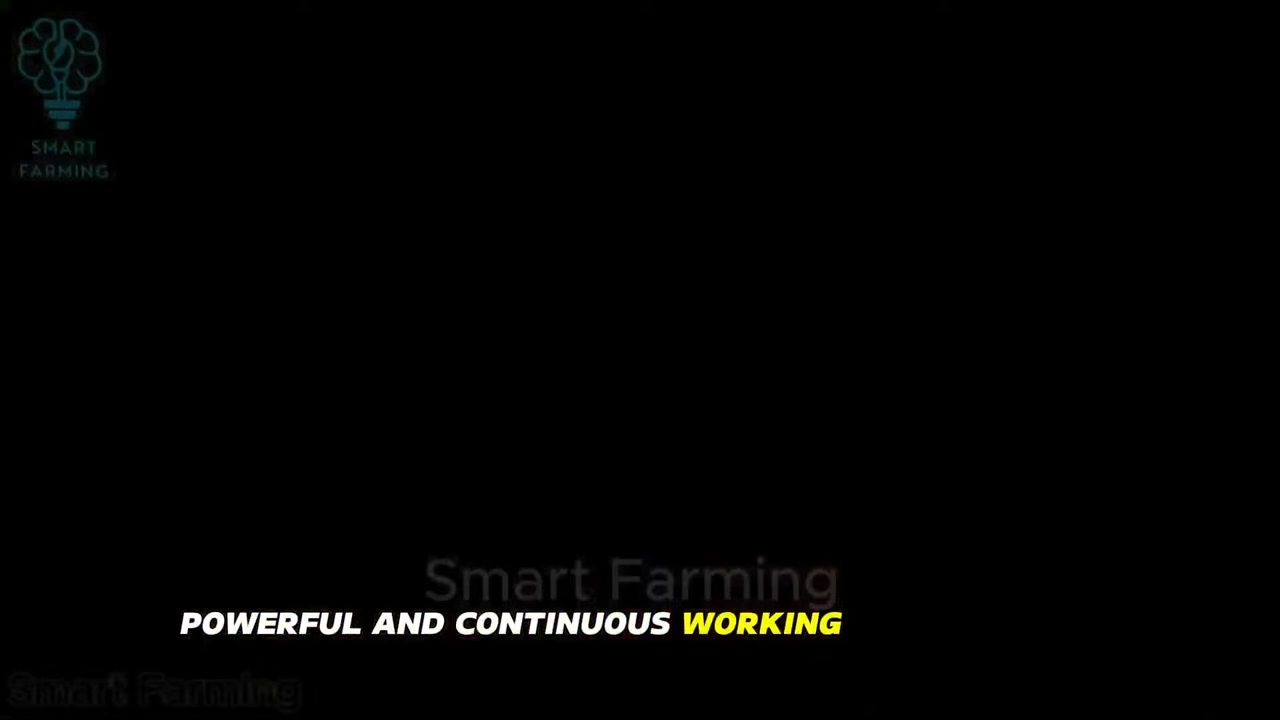 SMART
FARMING
Smart Farming
POWERFUL AND CONTINUOUS WORKING
Smart Farming